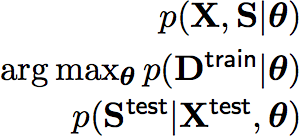 p(X, S|θ)
arg max_θ p(D^train|θ)
p(S^test|X^test, θ)